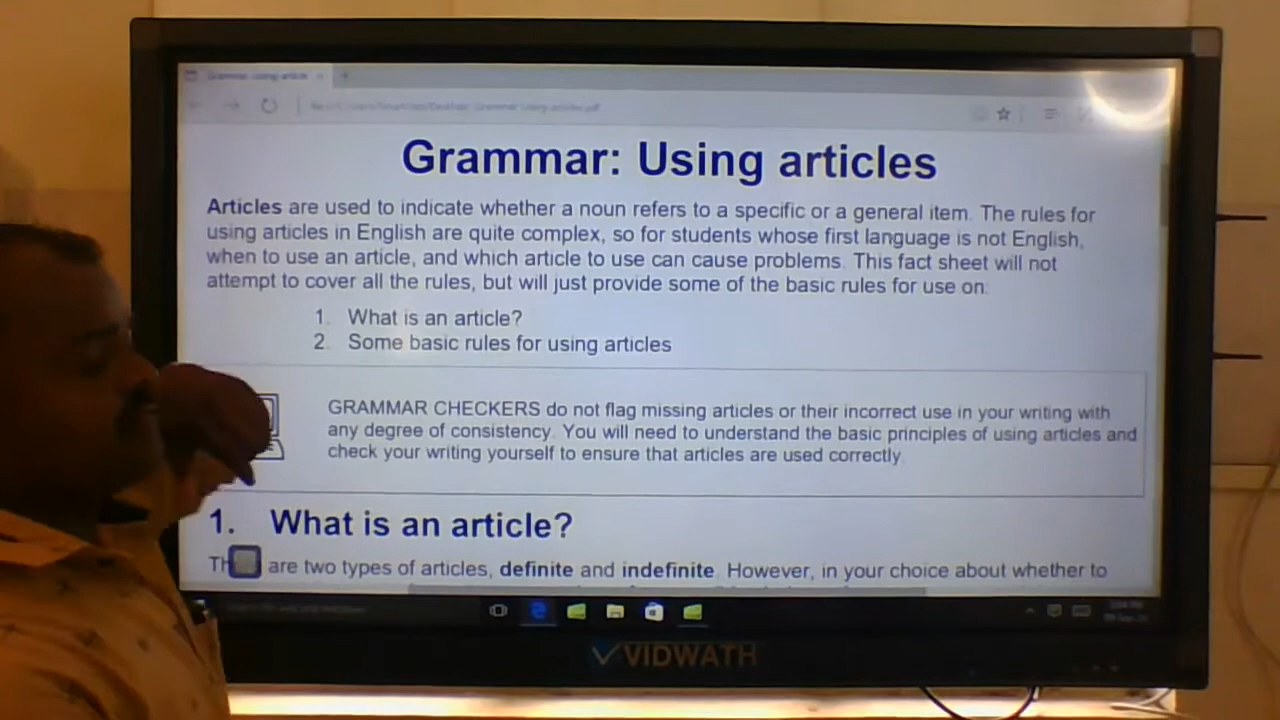 Grammar: Using articles
Articles are used to indicate whether a noun refers to a specific or a general item. The rules for
using articles in English are quite complex, so for students whose first language is not English,
when to use an article, and which article to use can cause problems. This fact sheet will not
attempt to cover all the rules, but will just provide some of the basic rules for use on:
1. What is an article?
2. Some basic rules for using articles
GRAMMAR CHECKERS do not flag missing articles or their incorrect use in your writing with
any degree of consistency. You will need to understand the basic principles of using articles and
check your writing yourself to ensure that articles are used correctly.
1. What is an article?
are two types of articles, definite and indefinite. However, in your choice about whether to
VIDWATH